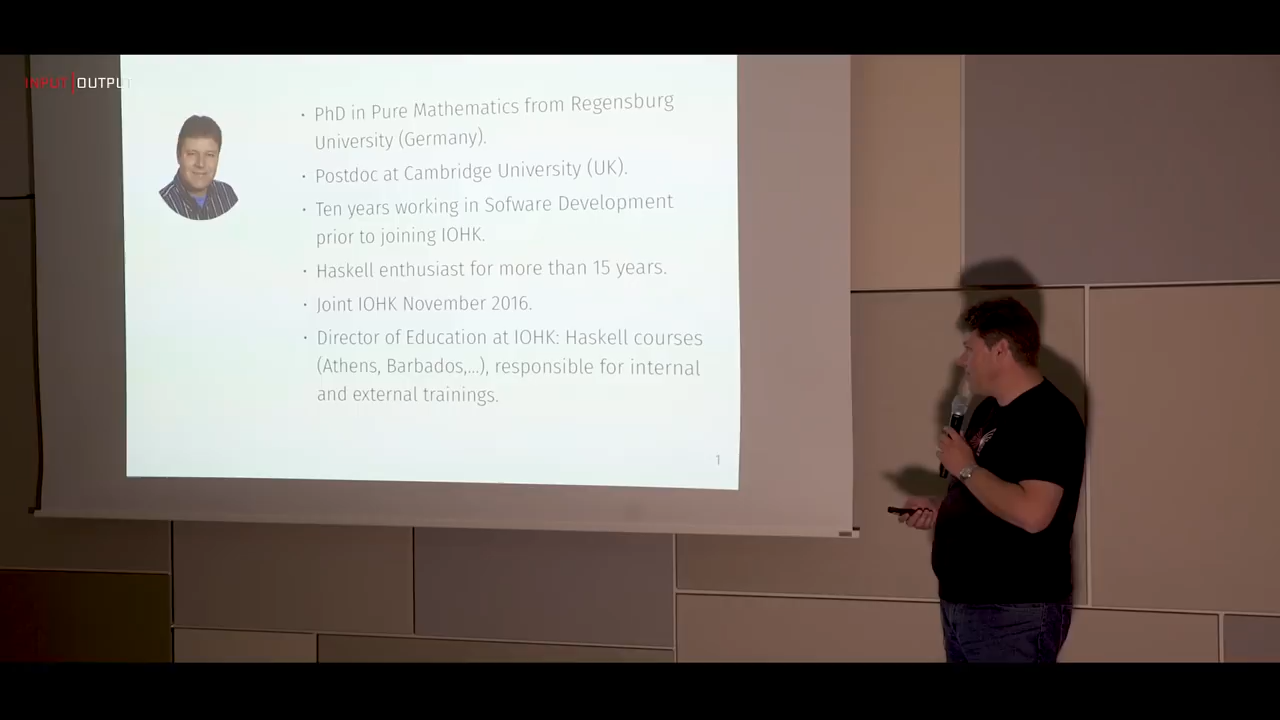 INPUT|OUTPUT
• PhD in Pure Mathematics from Regensburg
University (Germany).
• Postdoc at Cambridge University (UK).
• Ten years working in Sofware Development
prior to joining IOHK.
• Haskell enthusiast for more than 15 years.
• Joint IOHK November 2016.
• Director of Education at IOHK: Haskell courses
(Athens, Barbados,...), responsible for internal
and external trainings.
1